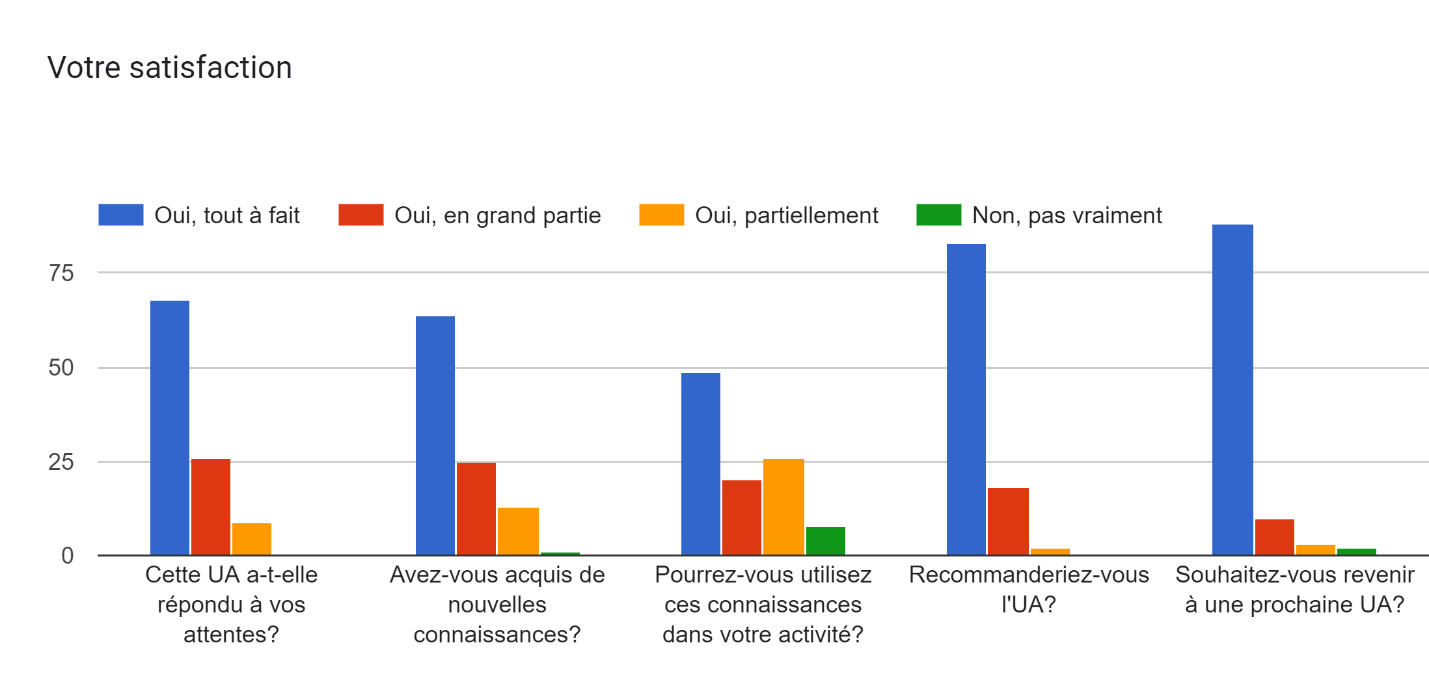 Votre satisfaction
Oui, tout à fait
Oui, en grand partie
Oui, partiellement
Non, pas vraiment
75
50
25
0
Cette UA a-t-elle
répondu à vos
attentes?
Avez-vous acquis de
nouvelles
connaissances?
Pourrez-vous utilisez
ces connaissances
dans votre activité?
Recommanderiez-vous
l'UA?
Souhaitez-vous revenir
à une prochaine UA?